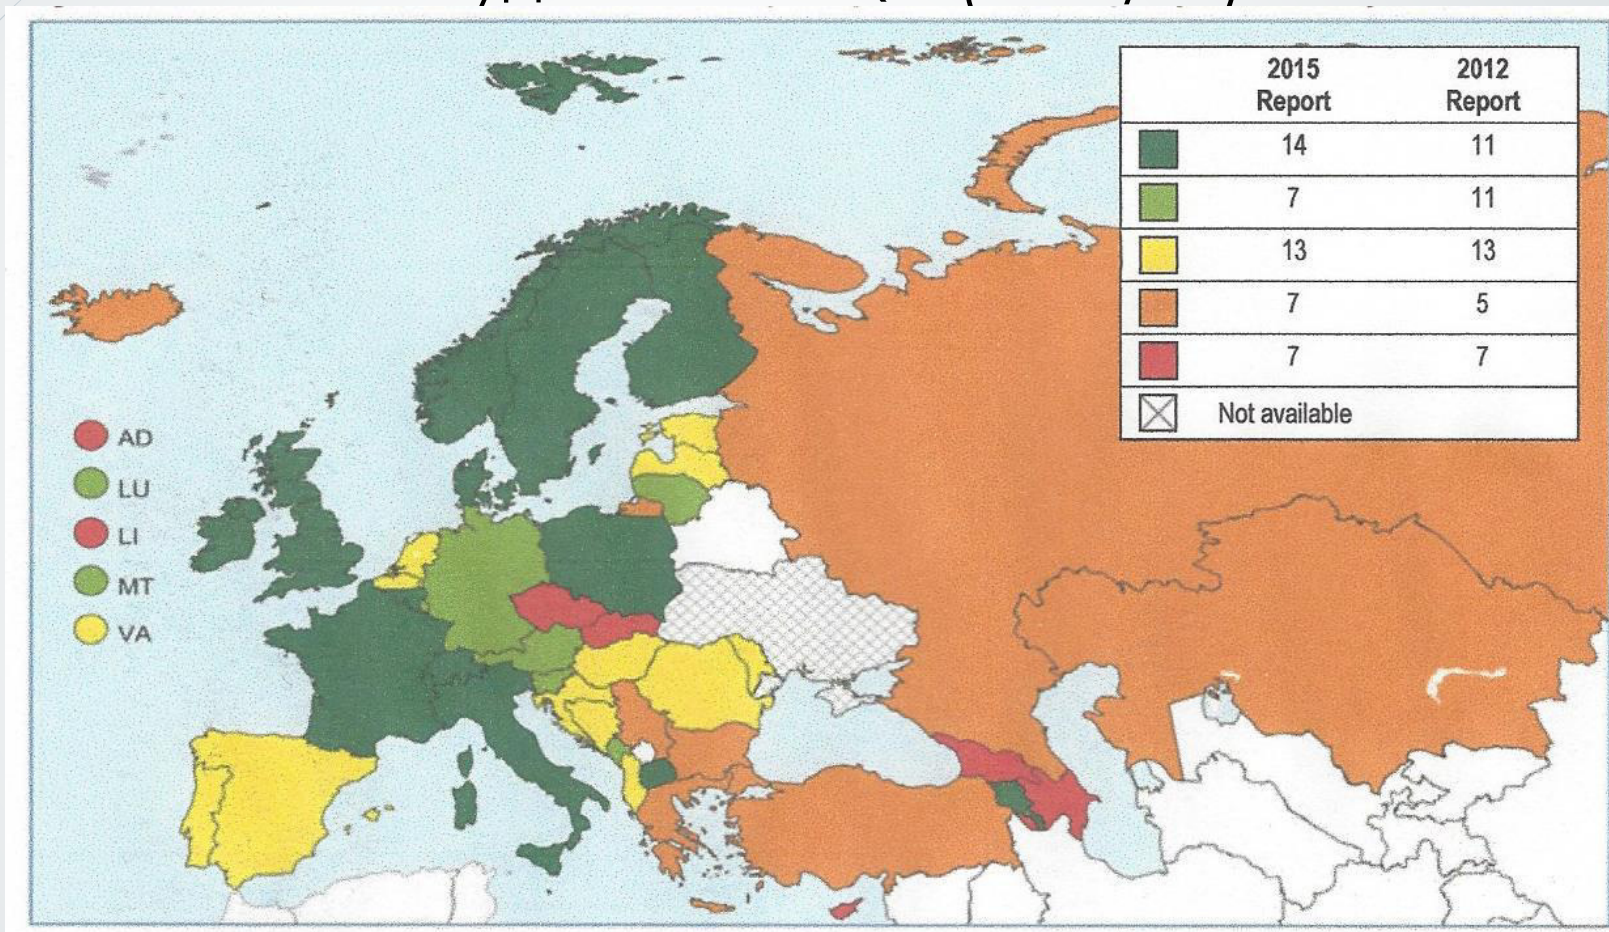 2015 Report 2012 Report
14 11
7 11
13 13
7 5
7 7
Not available
AD
LU
LI
MT
VA